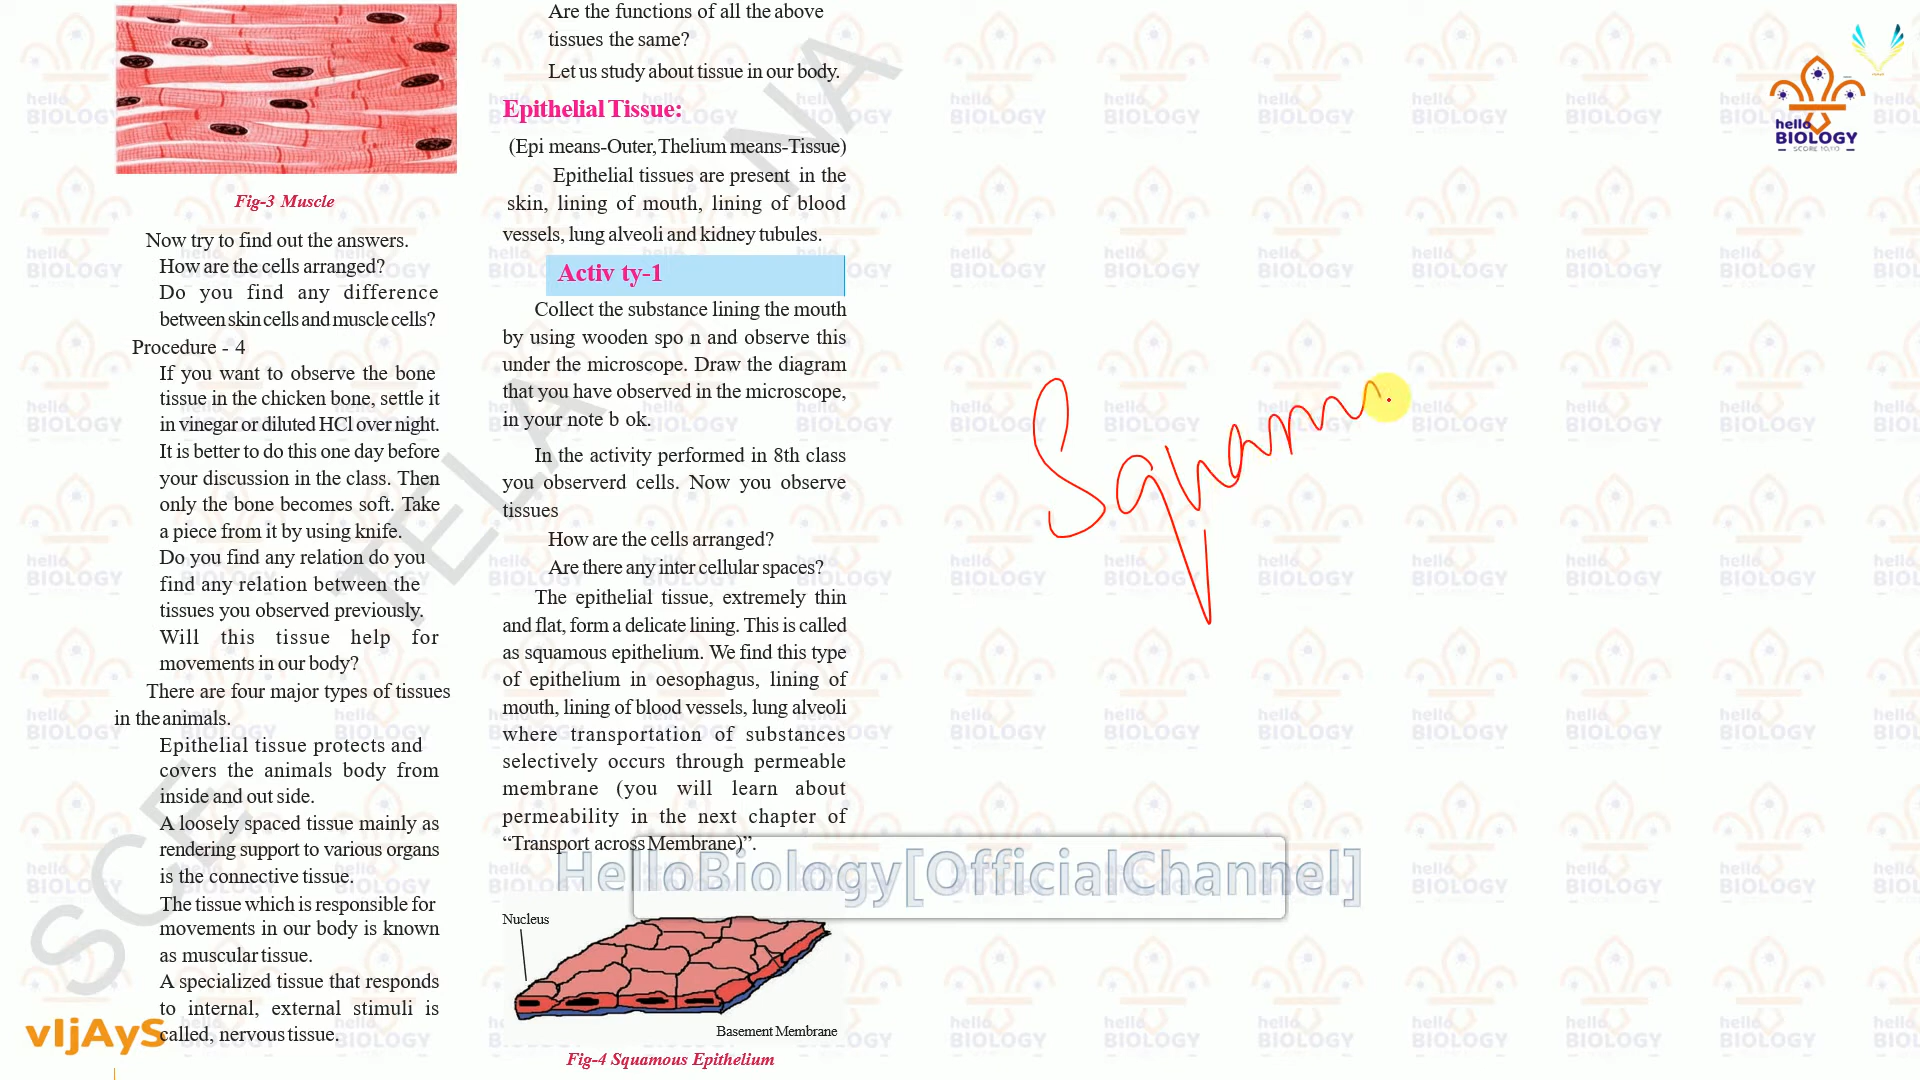 Fig-3 Muscle
Now try to find out the answers.
How are the cells arranged?
Do you find any difference
between skin cells and muscle cells?
Procedure - 4
If you want to observe the bone
tissue in the chicken bone, settle it
in vinegar or diluted HCl over night.
It is better to do this one day before
your discussion in the class. Then
only the bone becomes soft. Take
a piece from it by using knife.
Do you find any relation do you
find any relation between the
tissues you observed previously.
Will this tissue help for
movements in our body?
There are four major types of tissues
in the animals.
Epithelial tissue protects and
covers the animals body from
inside and out side.
A loosely spaced tissue mainly as
rendering support to various organs
is the connective tissue.
The tissue which is responsible for
movements in our body is known
as muscular tissue.
A specialized tissue that responds
to internal, external stimuli is
called, nervous tissue.
vIjAyS
Are the functions of all the above
tissues the same?
Let us study about tissue in our body.
Epithelial Tissue:
(Epi means-Outer, Thelium means-Tissue)
Epithelial tissues are present in the
skin, lining of mouth, lining of blood
vessels, lung alveoli and kidney tubules.
Activ ty-1
Collect the substance lining the mouth
by using wooden spo n and observe this
under the microscope. Draw the diagram
that you have observed in the microscope,
in your note b ok.
In the activity performed in 8th class
you observerd cells. Now you observe
tissues
How are the cells arranged?
Are there any inter cellular spaces?
The epithelial tissue, extremely thin
and flat, form a delicate lining. This is called
as squamous epithelium. We find this type
of epithelium in oesophagus, lining of
mouth, lining of blood vessels, lung alveoli
where transportation of substances
selectively occurs through permeable
membrane (you will learn about
permeability in the next chapter of
“Transport across Membrane)”.
HelloBiology[OfficialChannel]
Nucleus
Basement Membrane
Fig-4 Squamous Epithelium
Squam
hello
BIOLOGY
SCORE 10/10
SCE TELA NA